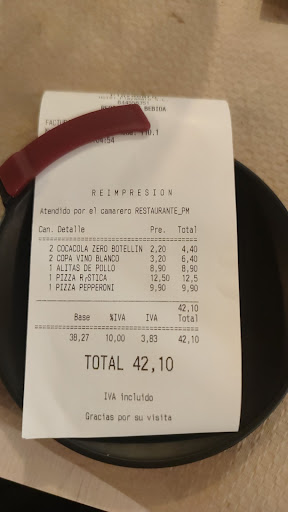 BEBIDA
FACTU
REIMPRESION
Atendido por el camarero RESTAURANTE_PM
Can. Detalle Pre. Total
2 COCACOLA ZERO BOTELLIN 2,20 4,40
2 COPA VINO BLANCO 3,20 6,40
1 ALITAS DE POLLO 8,90 8,90
1 PIZZA R┐STICA 12,50 12,5
1 PIZZA PEPPERONI 9,90 9,90
42,10
Base %IVA IVA Total
38,27 10,00 3,83 42,10
TOTAL 42,10
IVA incluido
Gracias por su visita